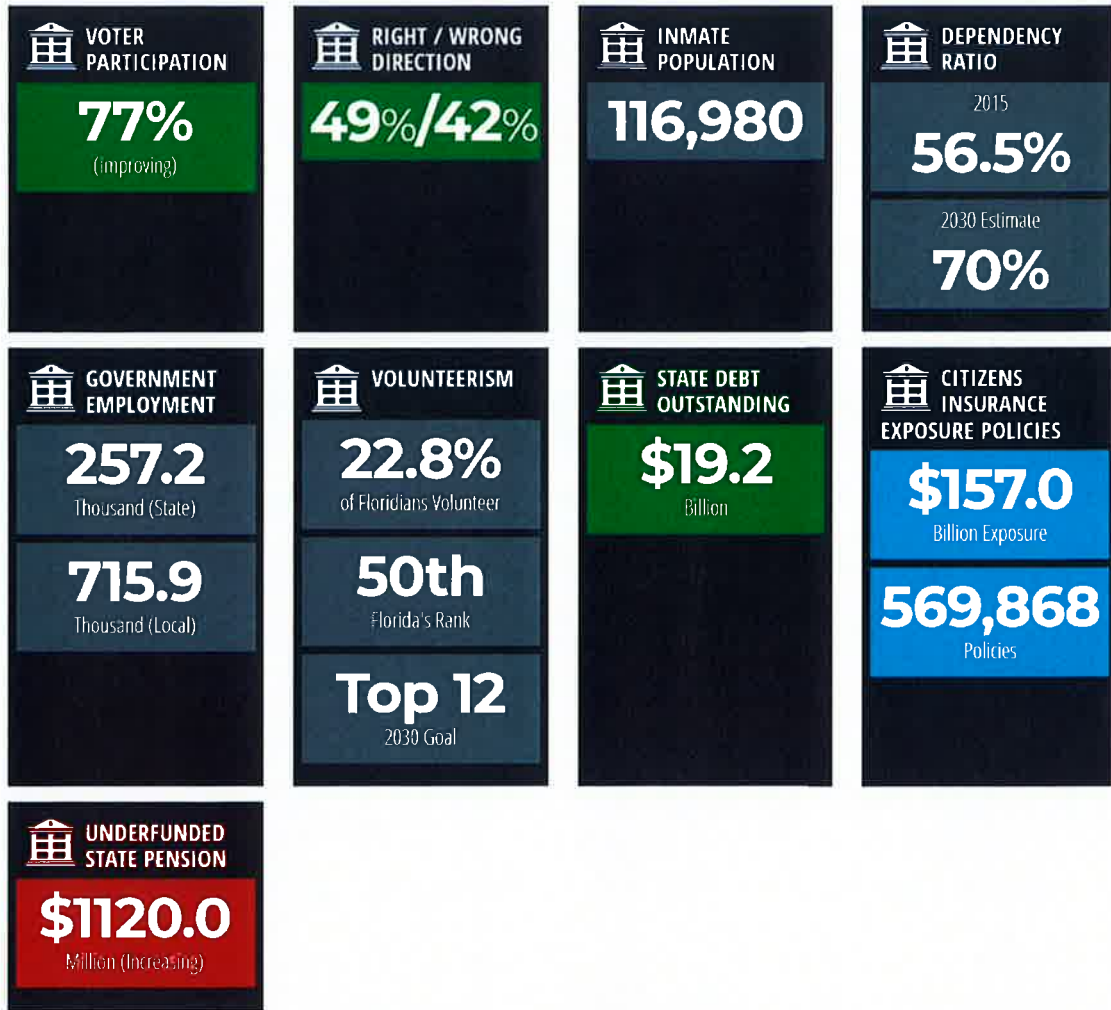 VOTER
PARTICIPATION
77%
(Improving)
RIGHT / WRONG
DIRECTION
49%/42%
INMATE
POPULATION
116,980
DEPENDENCY
RATIO
2015
56.5%
2030 Estimate
70%
GOVERNMENT
EMPLOYMENT
257.2
Thousand (State)
715.9
Thousand (Local)
VOLUNTEERISM
22.8%
of Floridians Volunteer
50th
Florida's Rank
Top 12
2030 Goal
STATE DEBT
OUTSTANDING
$19.2
Billion
CITIZENS
INSURANCE
EXPOSURE POLICIES
$157.0
Billion Exposure
569,868
Policies
UNDERFUNDED
STATE PENSION
$1120.0
Million (Increasing)